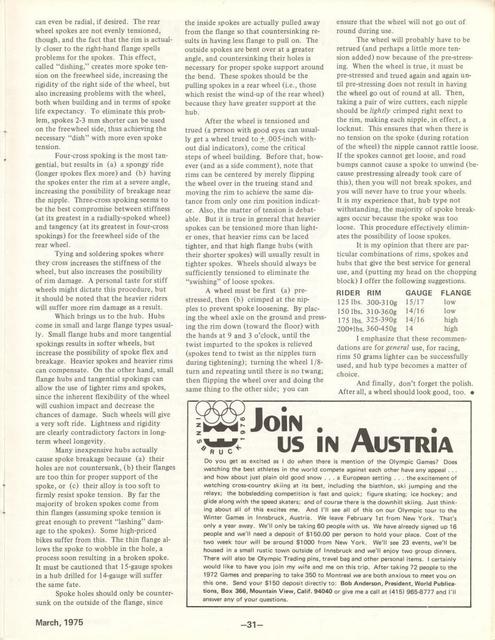 can even be radial, if desired. The rear
wheel spokes are not evenly tensioned,
though, and the fact that the rim is actual-
ly closer to the right-hand flange spells
problems for the spokes. This effect,
called "dishing," creates more spoke ten-
sion on the freewheel side, increasing the
rigidity of the right side of the wheel, but
also increasing problems with the wheel,
both when building and in terms of spoke
life expectancy. To eliminate this prob-
lem, spokes 2-3 mm shorter can be used
on the freewheel side, thus achieving the
necessary "dish" with more even spoke
tension.
Four-cross spoking is the most tan-
gential, but results in (a) a spongy ride
(longer spokes flex more) and (b) having
the spokes enter the rim at a severe angle,
increasing the possibility of breakage near
the nipple. Three-cross spoking seems to
be the best compromise between stiffness
(at its greatest in a radially-spoked wheel)
and tangency (at its greatest in four-cross
spokings) for the freewheel side of the
rear wheel.
Tying and soldering spokes where
they cross increases the stiffness of the
wheel, but also increases the possibility
of rim damage. A personal taste for stiff
wheels might dictate this procedure, but
it should be noted that the heavier riders
will suffer more rim damage as a result.
Which brings us to the hub. Hubs
come in small and large flange types usual-
ly. Small flange hubs and more tangential
spokings results in softer wheels, but
increase the possibility of spoke flex and
breakage. Heavier spokes and heavier rims
can compensate. On the other hand, small
flange hubs and tangential spokings can
allow the use of lighter rims and spokes,
since the inherent flexibility of the wheel
will cushion impact and decrease the
chances of damage. Such wheels will give
a very soft ride. Lightness and rigidity
are clearly contradictory factors in long-
term wheel longevity.
Many inexpensive hubs actually
cause spoke breakage because (a) their
holes are not countersunk, (b) their flanges
are too thin for proper support of the
spoke, or (c) their alloy is too soft to
firmly resist spoke tension. By far the
majority of broken spokes come from
thin flanges (assuming spoke tension is
great enough to prevent "lashing" dam-
age to the spokes). Some high-priced
bikes suffer from this. The thin flange al-
lows the spoke to wobble in the hole, a
process soon resulting in a broken spoke.
It must be cautioned that 15-gauge spokes
in a hub drilled for 14-gauge will suffer
the same fate.
Spoke holes should only be counter-
sunk on the outside of the flange, since
the inside spokes are actually pulled away
from the flange so that countersinking re-
sults in having less flange to pull on. The
outside spokes are bent over at a greater
angle, and countersinking their holes is
necessary for proper spoke support around
the bend. These spokes should be the
pulling spokes in a rear wheel (i.e., those
which resist the wind-up of the rear wheel)
because they have greater support at the
hub.
After the wheel is tensioned and
trued (a person with good eyes can usual-
ly get a wheel trued to ± .005-inch with-
out dial indicators), come the critical
steps of wheel building. Before that, how-
ever (and as a side comment), note that
rims can be centered by merely flipping
the wheel over in the trueing stand and
moving the rim to achieve the same dis-
tance from only one rim position indicat-
or. Also, the matter of tension is debat-
able. But it is true in general that heavier
spokes can be tensioned more than light-
er ones, that heavier rims can be laced
tighter, and that high flange hubs (with
their shorter spokes) will usually result in
tighter spokes. Wheels should always be
sufficiently tensioned to eliminate the
"swishing" of loose spokes.
A wheel must be first (a) pre-
stressed, then (b) crimped at the nip-
ples to prevent spoke loosening. By plac-
ing the wheel axle on the ground and press-
ing the rim down (toward the floor) with
the hands at 9 and 3 o'clock, until the
twist imparted to the spokes is relieved
(spokes tend to twist as the nipples turn
during tightening); turning the wheel 1/8-
turn and repeating until there is no twang;
then flipping the wheel over and doing the
same thing to the other side; you can
ensure that the wheel will not go out of
round during use.
The wheel will probably have to be
retrued (and perhaps a little more ten-
sion added) now because of the pre-stress-
ing. When the wheel is true, it must be
pre-stressed and trued again and again un-
til pre-stressing does not result in having
the wheel go out of round at all. Then,
taking a pair of wire cutters, each nipple
should be lightly crimped right next to
the rim, making each nipple, in effect, a
locknut. This ensures that when there is
no tension on the spoke (during rotation
of the wheel) the nipple cannot rattle loose.
If the spokes cannot get loose, and road
bumps cannot cause a spoke to unwind (be-
cause prestressing already took care of
this), then you will not break spokes, and
you will never have to true your wheels.
It is my experience that, hub type not
withstanding, the majority of spoke break-
ages occur because the spoke was too
loose. This procedure effectively elimin-
ates the possibility of loose spokes.
It is my opinion that there are par-
ticular combinations of rims, spokes and
hubs that give the best service for general
use, and (putting my head on the chopping
block) I offer the following suggestions.
RIDER RIM GAUGE FLANGE
125 lbs. 300-310g 15/17 low
150 lbs. 310-360g 14/16 low
175 lbs. 325-390g 14/16 high
200+lbs. 360-450g 14 high
I emphasize that these recommen-
dations are for general use, for racing,
rims 50 grams lighter can be successfully
used, and hub type becomes a matter of
choice.
And finally, don't forget the polish.
After all, a wheel should look good, too. •
INNSBRUCK 1976
Join
us in Austria
Do you get as excited as I do when there is mention of the Olympic Games? Does
watching the best athletes in the world compete against each other have any appeal . . .
and how about just plain old good snow . . . a European setting . . . the excitement of
watching cross-country skiing at its best, including the biathlon, ski jumping and the
relays; the bobsledding competition is fast and quick; figure skating; ice hockey; and
glide along with the speed skaters; and of course there is the downhill skiing. Just think-
ing about all of this excites me. And I'll see all of this on our Olympic tour to the
Winter Games in Innsbruck, Austria. We leave February 1st from New York. That's
only a year away. We'll only be taking 60 people with us. We have already signed up 16
people and we'll need a deposit of $150.00 per person to hold your place. Cost of the
two week tour will be around $1000 from New York. We'll see 23 events, we'll be
housed in a small rustic town outside of Innsbruck and we'll enjoy two group dinners.
There will also be Olympic Trading pins, travel bag and other personal items. I certainly
would like to have you join my wife and me on this trip. After taking 72 people to the
1972 Games and preparing to take 350 to Montreal we are both anxious to meet you on
this one. Send your $150 deposit directly to: Bob Anderson, President, World Publica-
tions, Box 366, Mountain View, Calif. 94040 or give me a call at (415) 965-8777 and I'll
answer any of your questions.
March, 1975
—31—